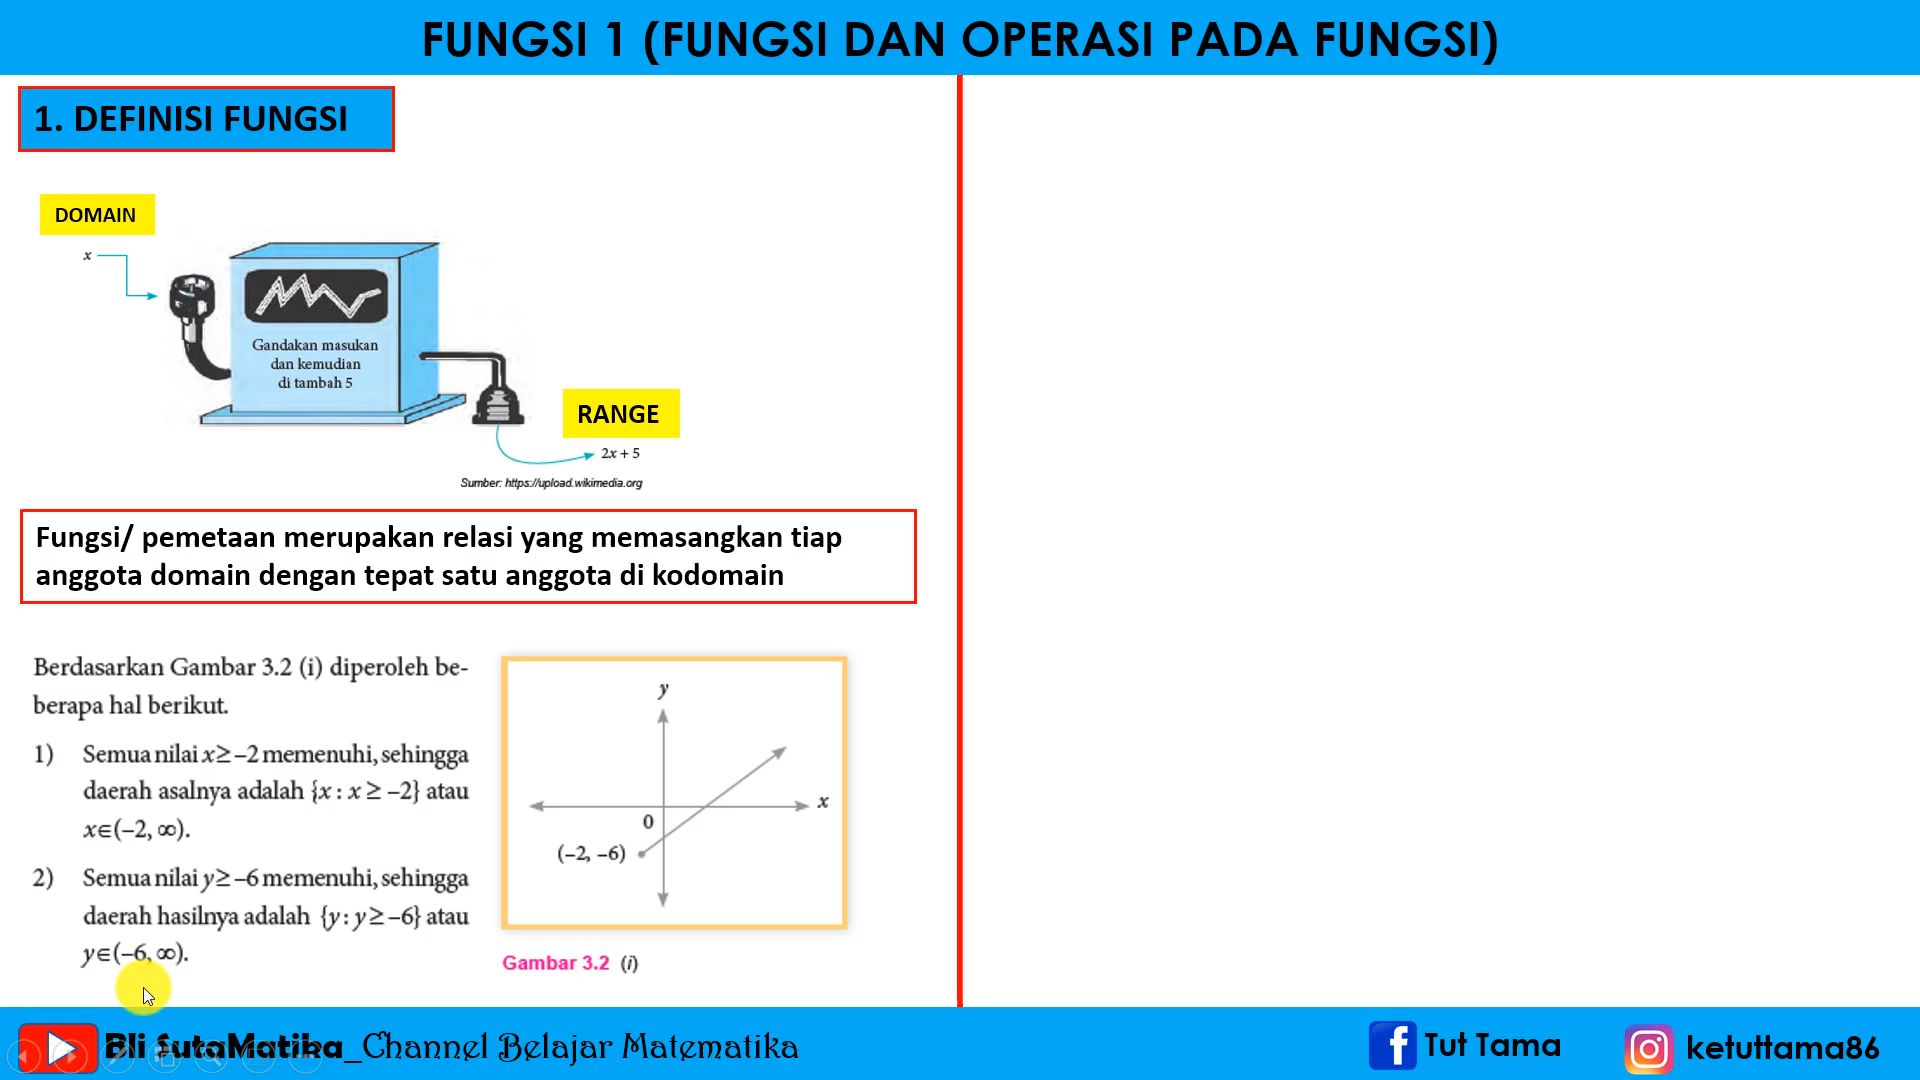 FUNGSI 1 (FUNGSI DAN OPERASI PADA FUNGSI)
1. DEFINISI FUNGSI
DOMAIN
x
Gandakan masukan
dan kemudian
di tambah 5
RANGE
2x + 5
Sumber: https://upload.wikimedia.org
Fungsi/ pemetaan merupakan relasi yang memasangkan tiap
anggota domain dengan tepat satu anggota di kodomain
Berdasarkan Gambar 3.2 (i) diperoleh be-
berapa hal berikut.
1) Semua nilai x≥–2 memenuhi, sehingga
daerah asalnya adalah {x : x ≥ –2} atau
x∈(–2, ∞).
2) Semua nilai y≥–6 memenuhi, sehingga
daerah hasilnya adalah {y : y ≥ –6} atau
y∈(–6, ∞).
y
x
0
(–2, –6)
Gambar 3.2 (i)
Bli SutaMatika_Channel Belajar Matematika
Tut Tama
ketuttama86